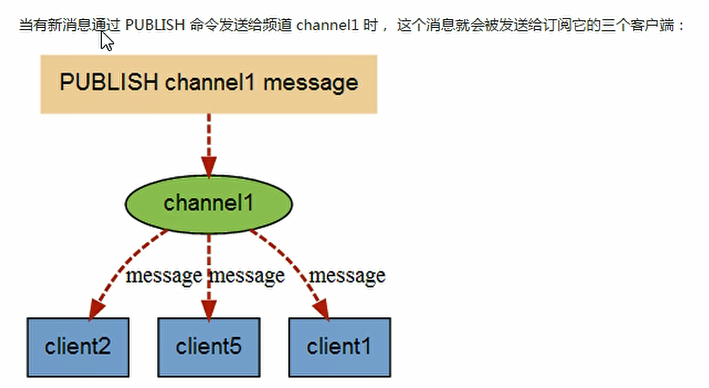 当有新消息通过 PUBLISH 命令发送给频道 channel1 时， 这个消息就会被发送给订阅它的三个客户端：
PUBLISH channel1 message
channel1
message message message
client2 client5 client1